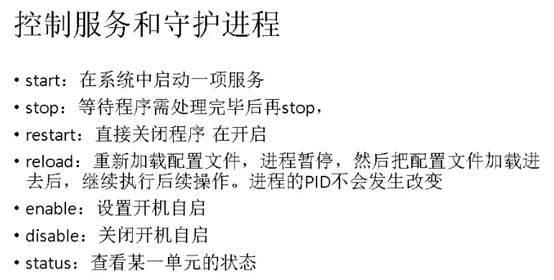 控制服务和守护进程
• start：在系统中启动一项服务
• stop：等待程序需处理完毕后再stop，
• restart：直接关闭程序 在开启
• reload：重新加载配置文件，进程暂停，然后把配置文件加载进
去后，继续执行后续操作。进程的PID不会发生改变
• enable：设置开机自启
• disable：关闭开机自启
• status：查看某一单元的状态